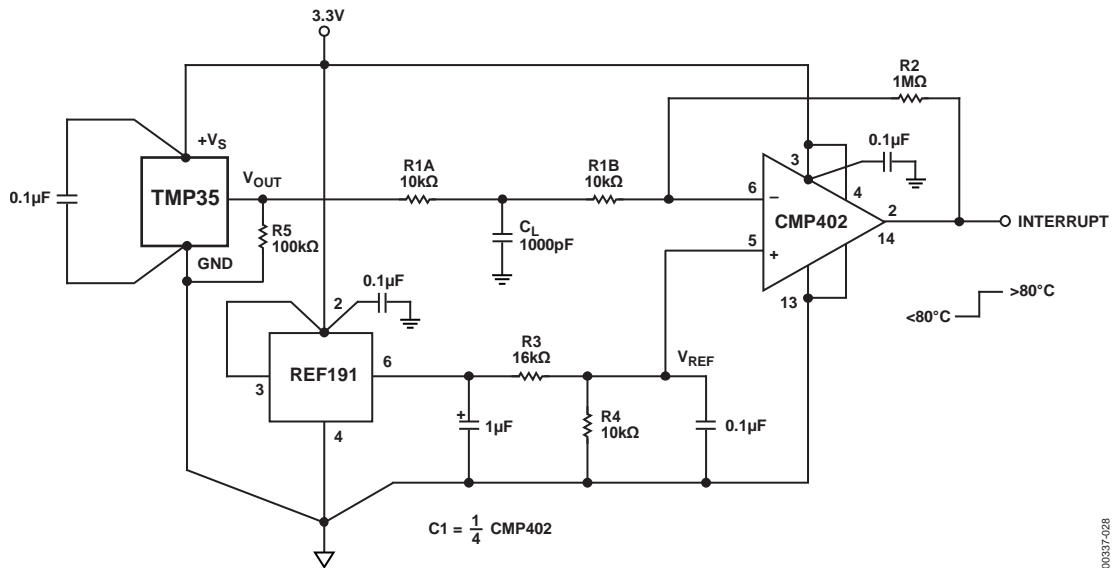 3.3V
R2
1MΩ
+VS
0.1µF
TMP35
VOUT
R5
100kΩ
GND
R1A
10kΩ
CL
1000pF
R1B
10kΩ
0.1µF
3
4
6
–
CMP402
5
+
2
14
13
INTERRUPT
<80°C
>80°C
0.1µF
2
REF191
3
6
4
R3
16kΩ
VREF
+
1µF
R4
10kΩ
0.1µF
C1 = 1/4 CMP402
00337-028